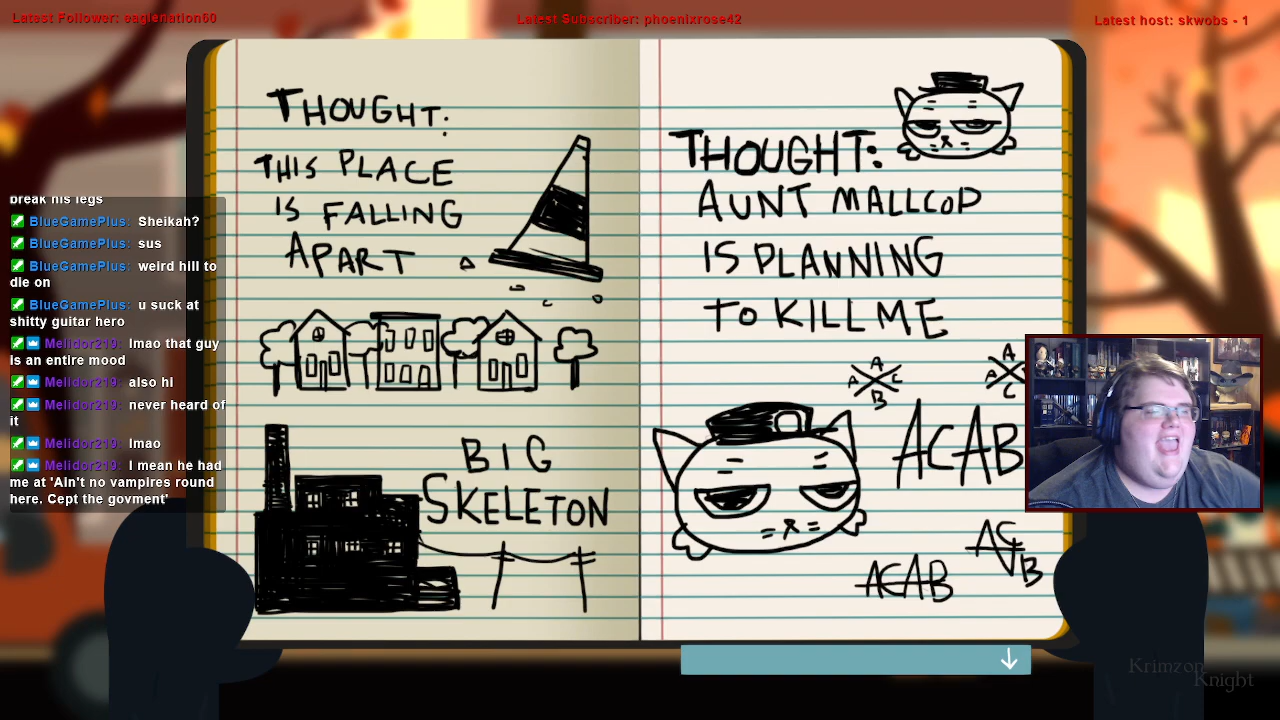 Latest Follower: eaglenation60
Latest Subscriber: phoenixrose42
Latest host: skwobs - 1
THOUGHT:
THIS PLACE
IS FALLING
APART
BIG
SKELETON
THOUGHT:
AUNT MALLCOP
IS PLANNING
TO KILL ME
A
A C
B
A
A
C
ACAB
ACAB
ACAB
break his legs
BlueGamePlus: Sheikah?
BlueGamePlus: sus
BlueGamePlus: weird hill to
die on
BlueGamePlus: u suck at
shitty guitar hero
Melidor219: lmao that guy
is an entire mood
Melidor219: also hi
Melidor219: never heard of
it
Melidor219: lmao
Melidor219: I mean he had
me at 'Ain't no vampires round
here. Cept the govment'
Krimzon
Knight